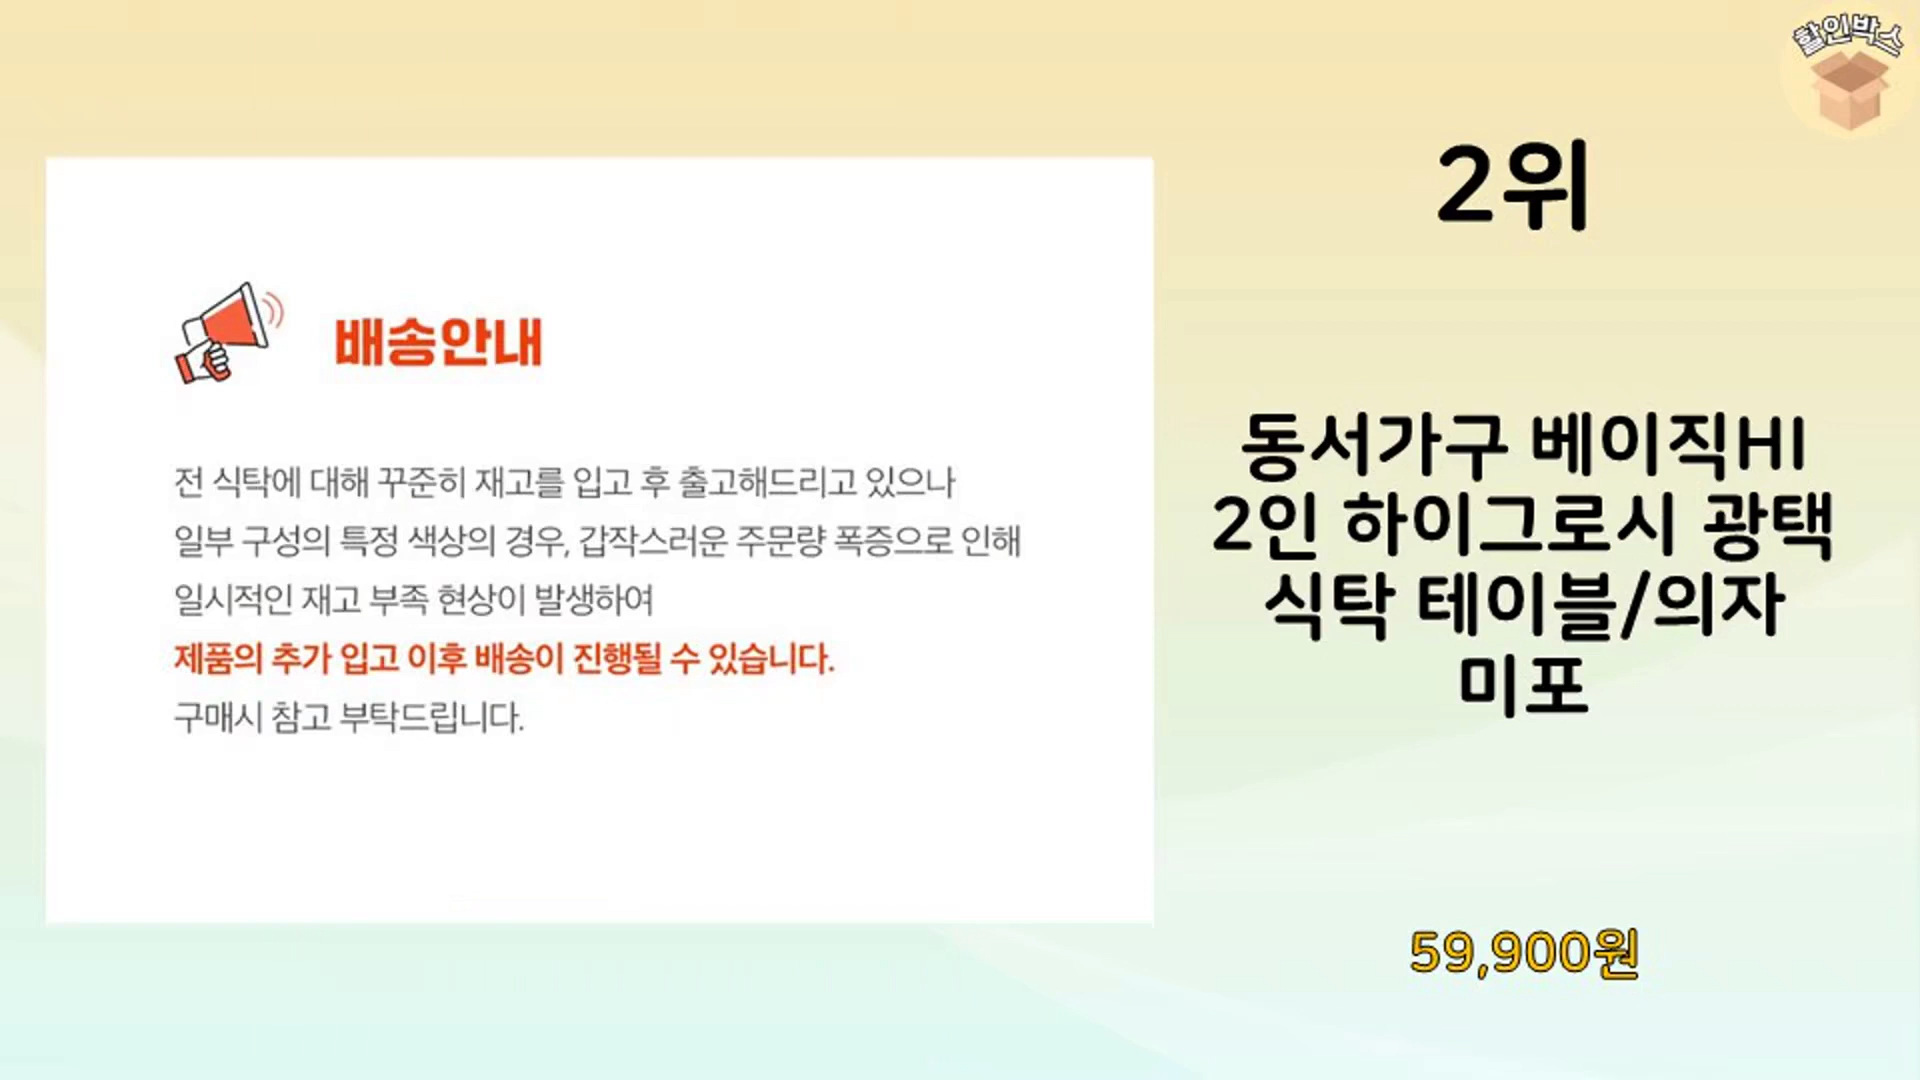 할인박스
2위
배송안내
전 식탁에 대해 꾸준히 재고를 입고 후 출고해드리고 있으나
일부 구성의 특정 색상의 경우, 갑작스러운 주문량 폭증으로 인해
일시적인 재고 부족 현상이 발생하여
제품의 추가 입고 이후 배송이 진행될 수 있습니다.
구매시 참고 부탁드립니다.
동서가구 베이직HI
2인 하이그로시 광택
식탁 테이블/의자
미포
59,900원